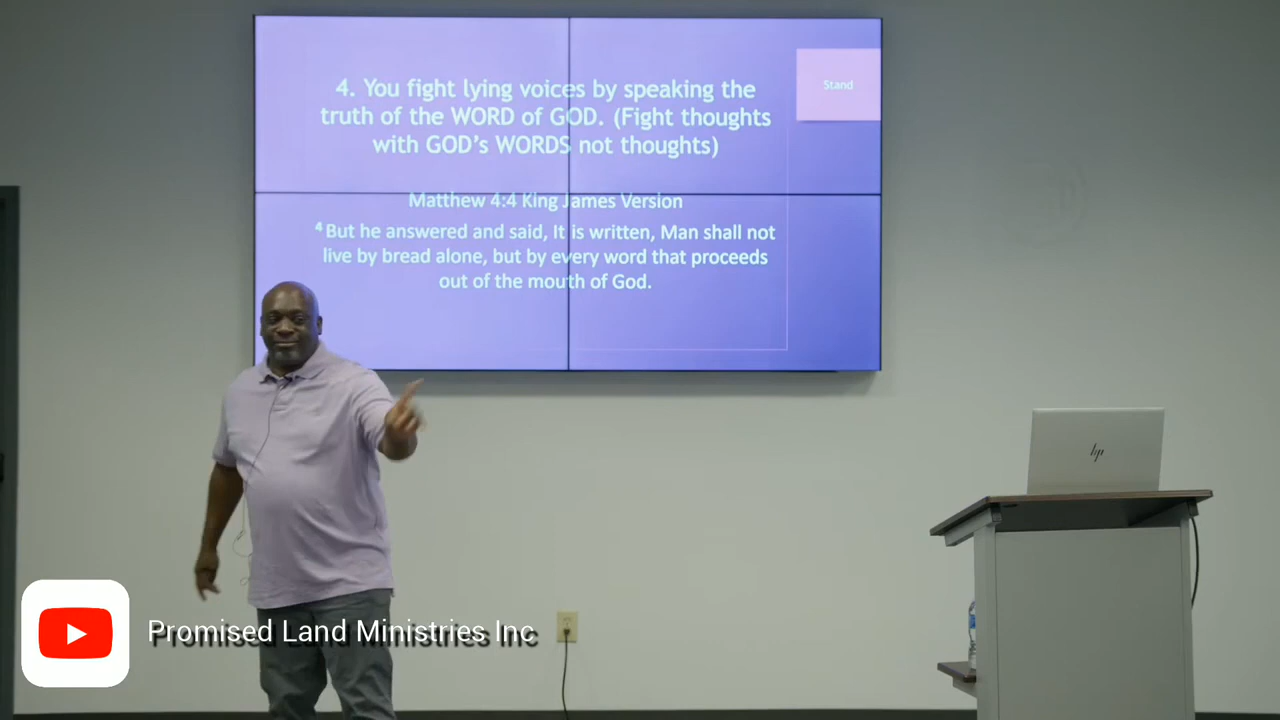 4. You fight lying voices by speaking the
truth of the WORD of GOD. (Fight thoughts
with GOD’s WORDS not thoughts)
Stand
Matthew 4:4 King James Version
4 But he answered and said, It is written, Man shall not
live by bread alone, but by every word that proceeds
out of the mouth of God.
hp
Promised Land Ministries Inc